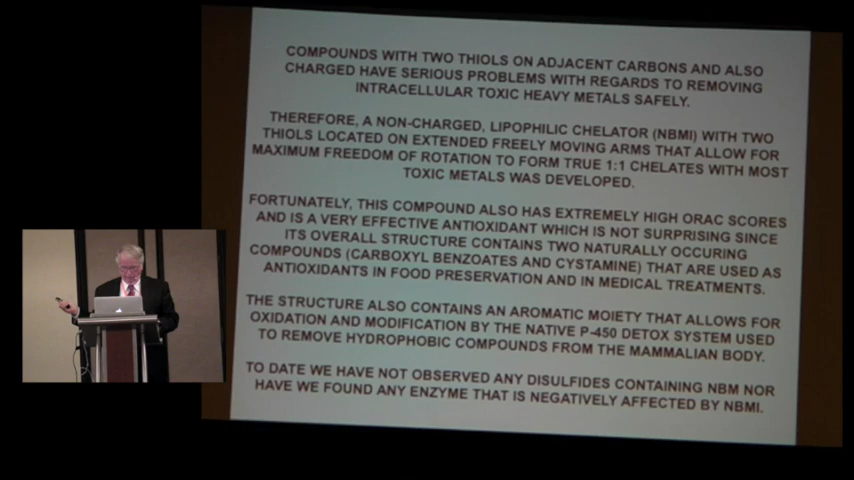 COMPOUNDS WITH TWO THIOLS ON ADJACENT CARBONS AND ALSO
CHARGED HAVE SERIOUS PROBLEMS WITH REGARDS TO REMOVING
INTRACELLULAR TOXIC HEAVY METALS SAFELY.
THEREFORE, A NON-CHARGED, LIPOPHILIC CHELATOR (NBMI) WITH TWO
THIOLS LOCATED ON EXTENDED FREELY MOVING ARMS THAT ALLOW FOR
MAXIMUM FREEDOM OF ROTATION TO FORM TRUE 1:1 CHELATES WITH MOST
TOXIC METALS WAS DEVELOPED.
FORTUNATELY, THIS COMPOUND ALSO HAS EXTREMELY HIGH ORAC SCORES
AND IS A VERY EFFECTIVE ANTIOXIDANT WHICH IS NOT SURPRISING SINCE
ITS OVERALL STRUCTURE CONTAINS TWO NATURALLY OCCURING
COMPOUNDS (CARBOXYL BENZOATES AND CYSTAMINE) THAT ARE USED AS
ANTIOXIDANTS IN FOOD PRESERVATION AND IN MEDICAL TREATMENTS.
THE STRUCTURE ALSO CONTAINS AN AROMATIC MOIETY THAT ALLOWS FOR
OXIDATION AND MODIFICATION BY THE NATIVE P-450 DETOX SYSTEM USED
TO REMOVE HYDROPHOBIC COMPOUNDS FROM THE MAMMALIAN BODY.
TO DATE WE HAVE NOT OBSERVED ANY DISULFIDES CONTAINING NBM NOR
HAVE WE FOUND ANY ENZYME THAT IS NEGATIVELY AFFECTED BY NBMI.